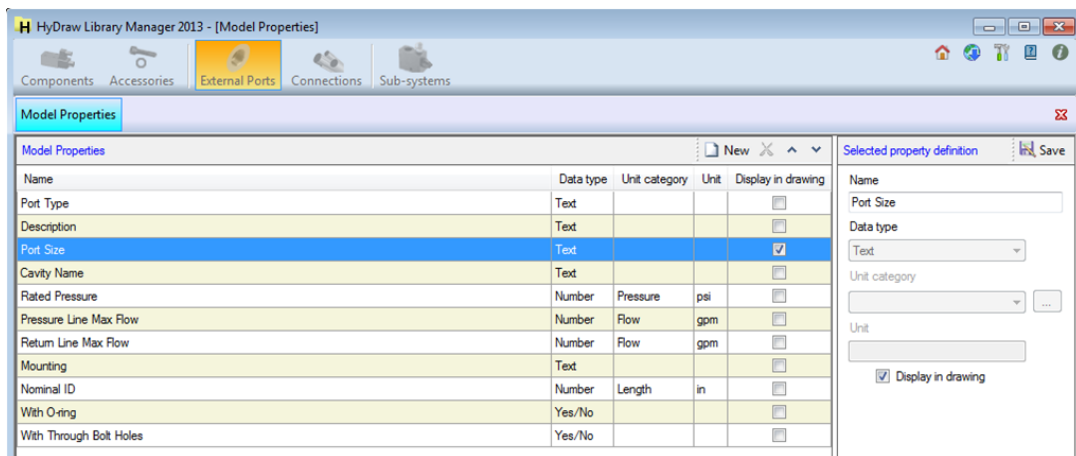 H HyDraw Library Manager 2013 - [Model Properties]
Components Accessories External Ports Connections Sub-systems
Model Properties
Model Properties New
Name Data type Unit category Unit Display in drawing
Port Type Text
Description Text
Port Size Text
Cavity Name Text
Rated Pressure Number Pressure psi
Pressure Line Max Flow Number Flow gpm
Return Line Max Flow Number Flow gpm
Mounting Text
Nominal ID Number Length in
With O-ring Yes/No
With Through Bolt Holes Yes/No
Selected property definition Save
Name
Port Size
Data type
Text
Unit category
...
Unit
Display in drawing